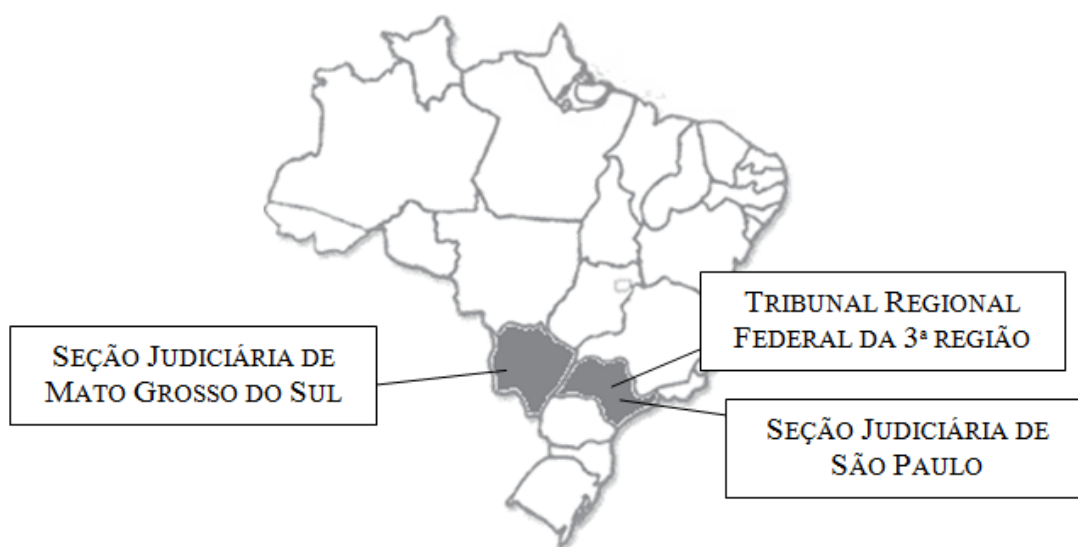 TRIBUNAL REGIONAL
FEDERAL DA 3ª REGIÃO
SEÇÃO JUDICIÁRIA DE
MATO GROSSO DO SUL
SEÇÃO JUDICIÁRIA DE
SÃO PAULO